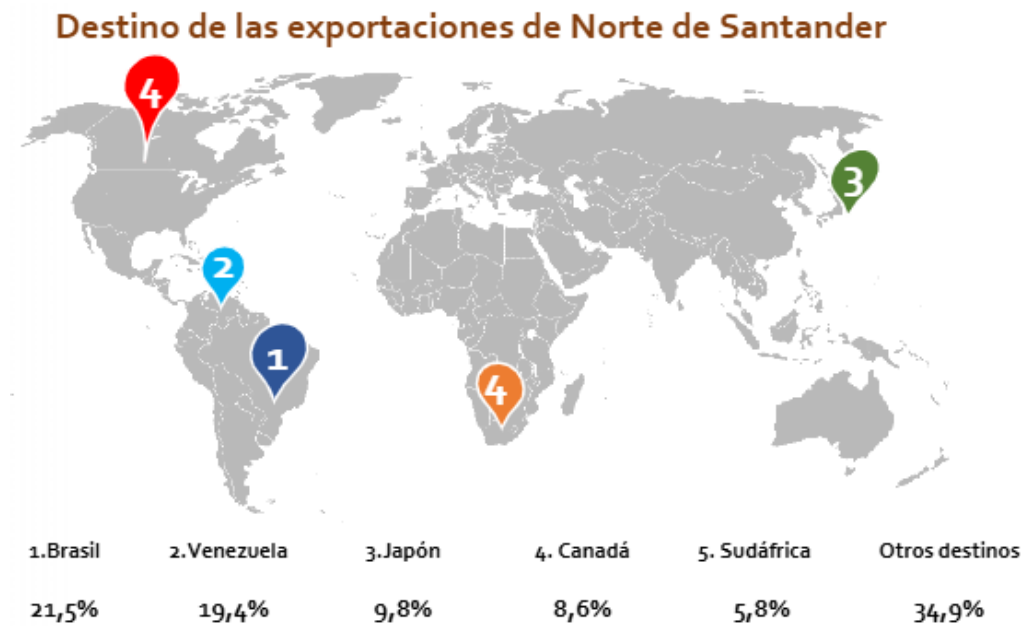 Destino de las exportaciones de Norte de Santander
4
3
2
1
4
1.Brasil 2.Venezuela 3.Japón 4. Canadá 5. Sudáfrica Otros destinos
21,5% 19,4% 9,8% 8,6% 5,8% 34,9%